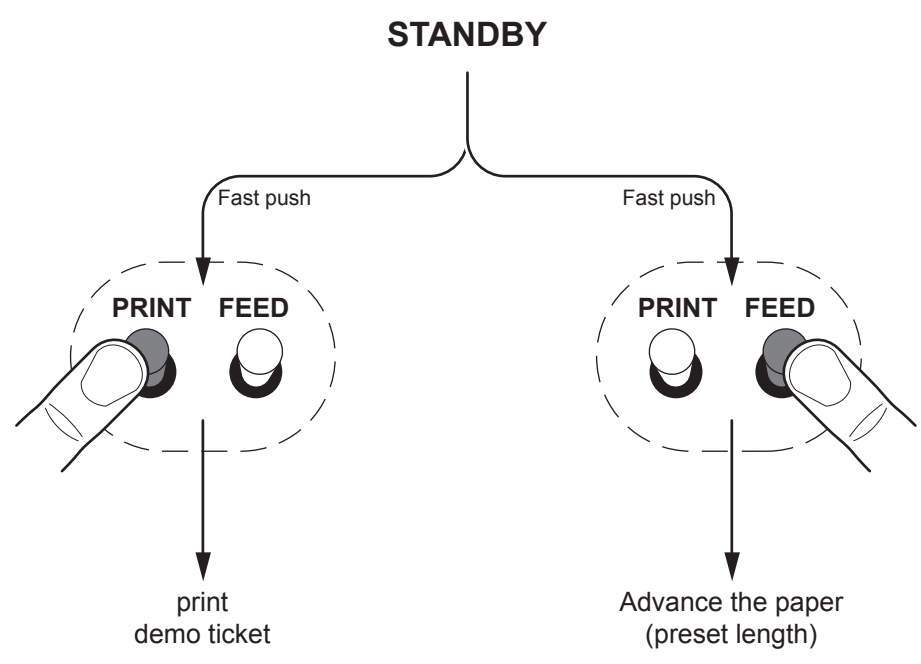 STANDBY
Fast push
Fast push
PRINT FEED
PRINT FEED
print
demo ticket
Advance the paper
(preset length)